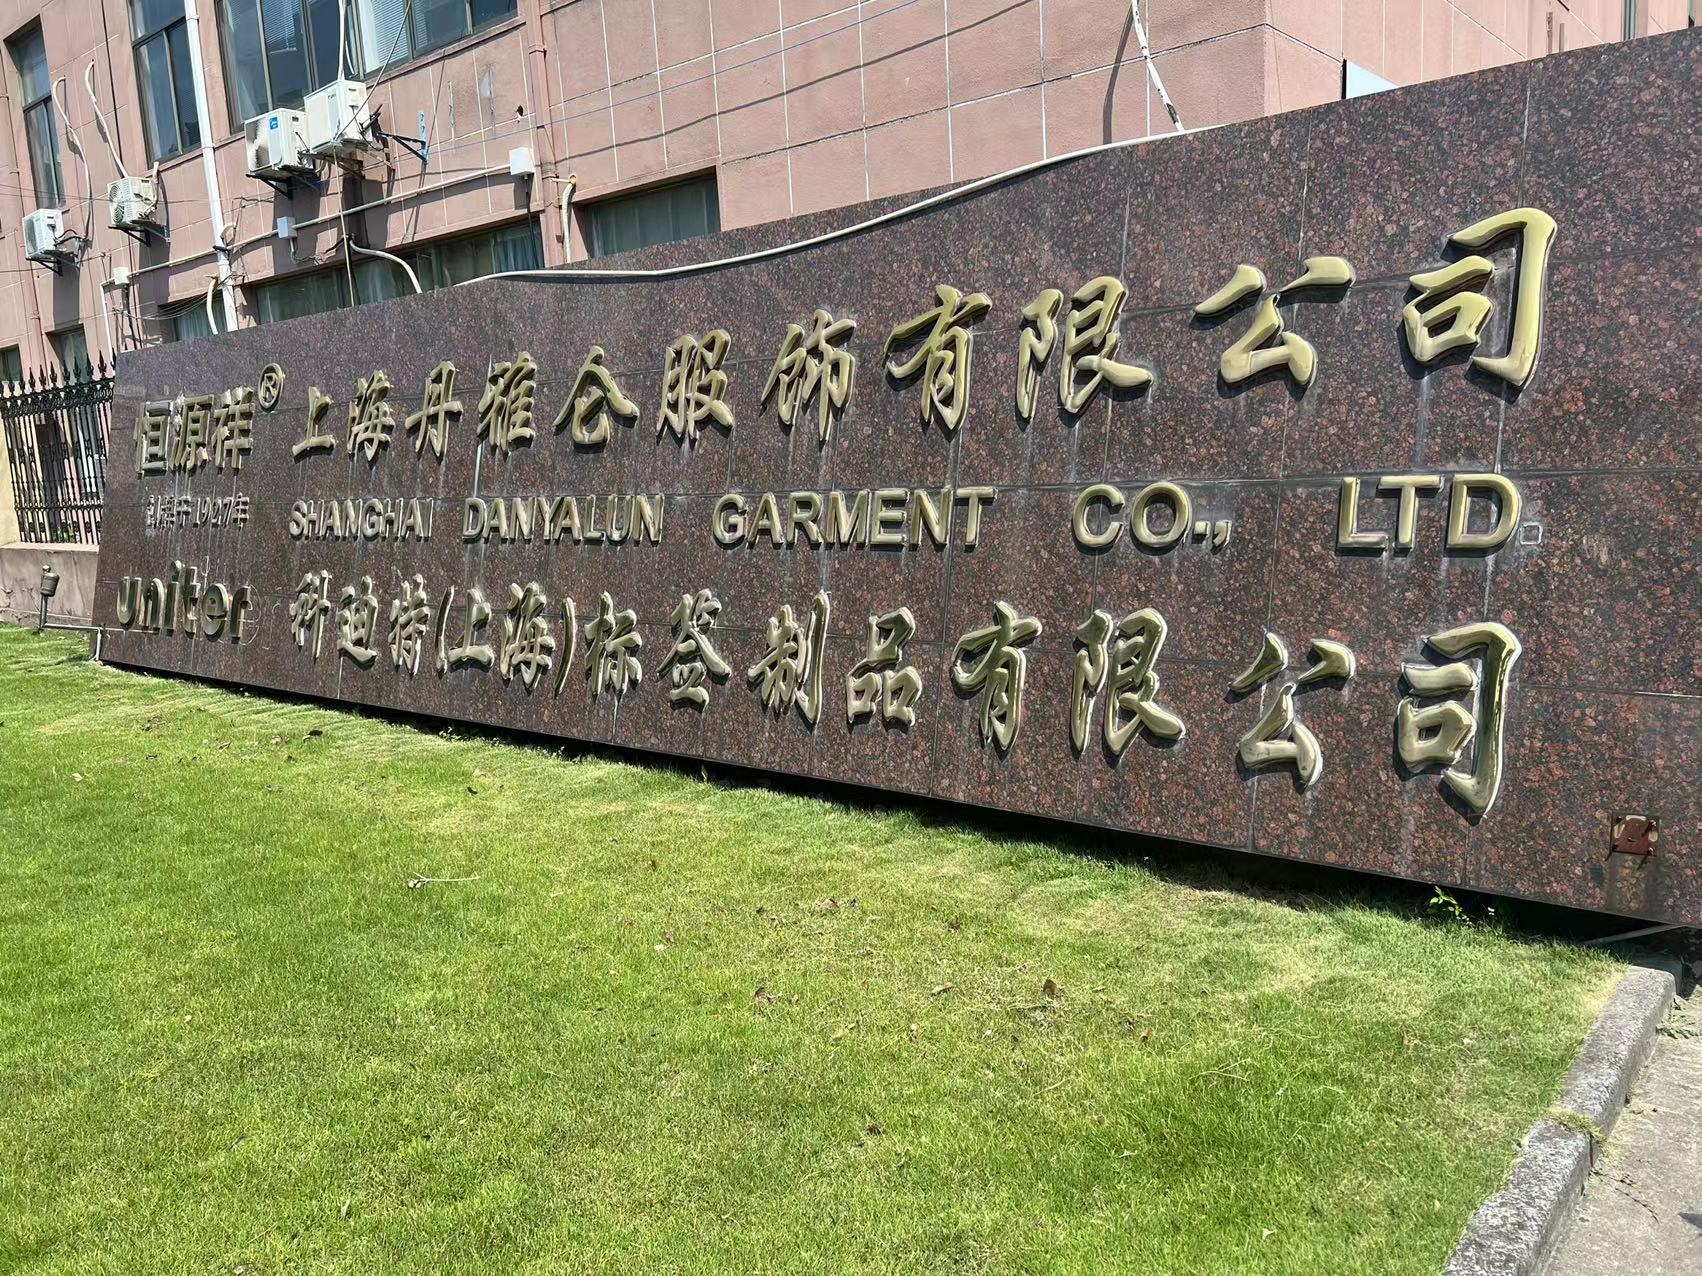 恒源祥® 上海丹雅仑服饰有限公司
创建于1927年 SHANGHAI DANYALUN GARMENT CO., LTD
uniter 科迪特(上海)标签制品有限公司